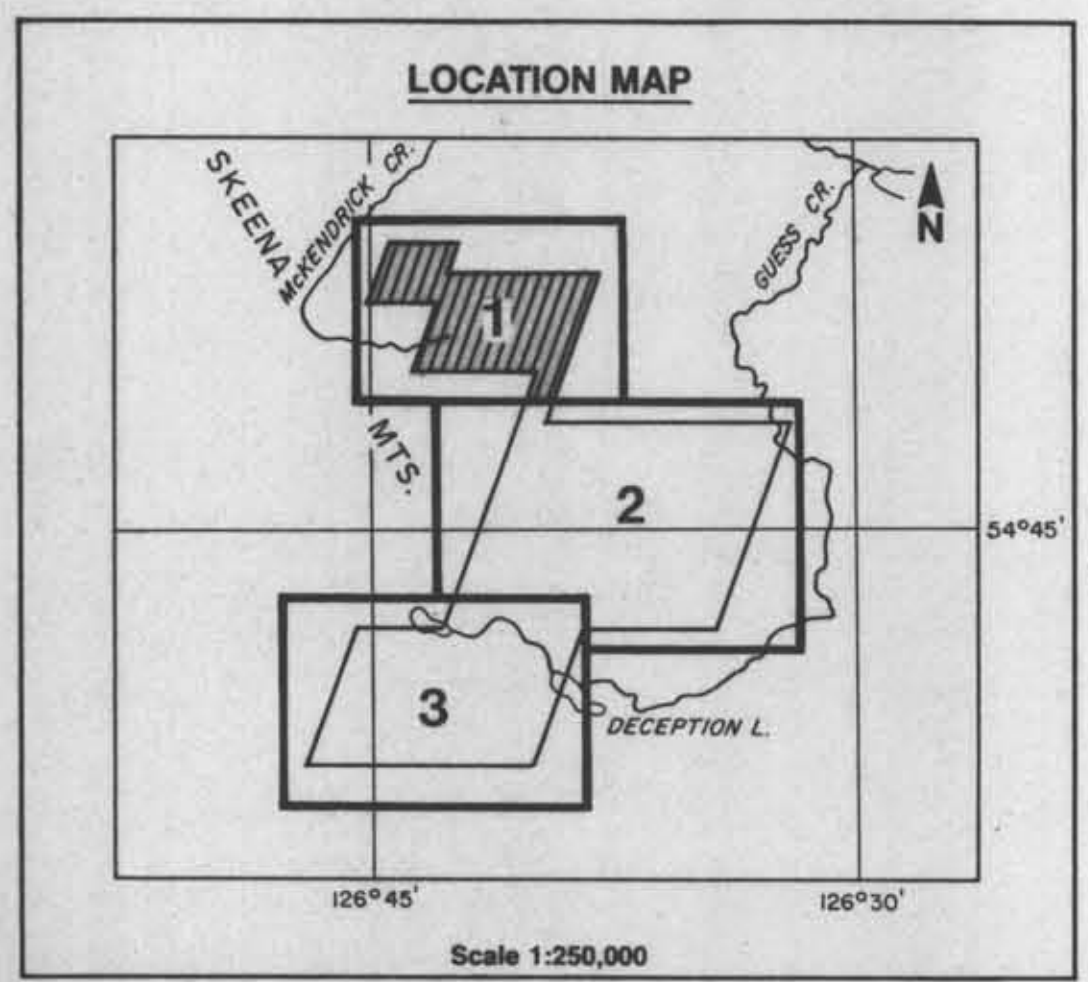 LOCATION MAP
SKEENA
McKENDRICK CR.
GUESS CR.
N
1
MTS.
2
54°45'
3
DECEPTION L.
126°45'
126°30'
Scale 1:250,000